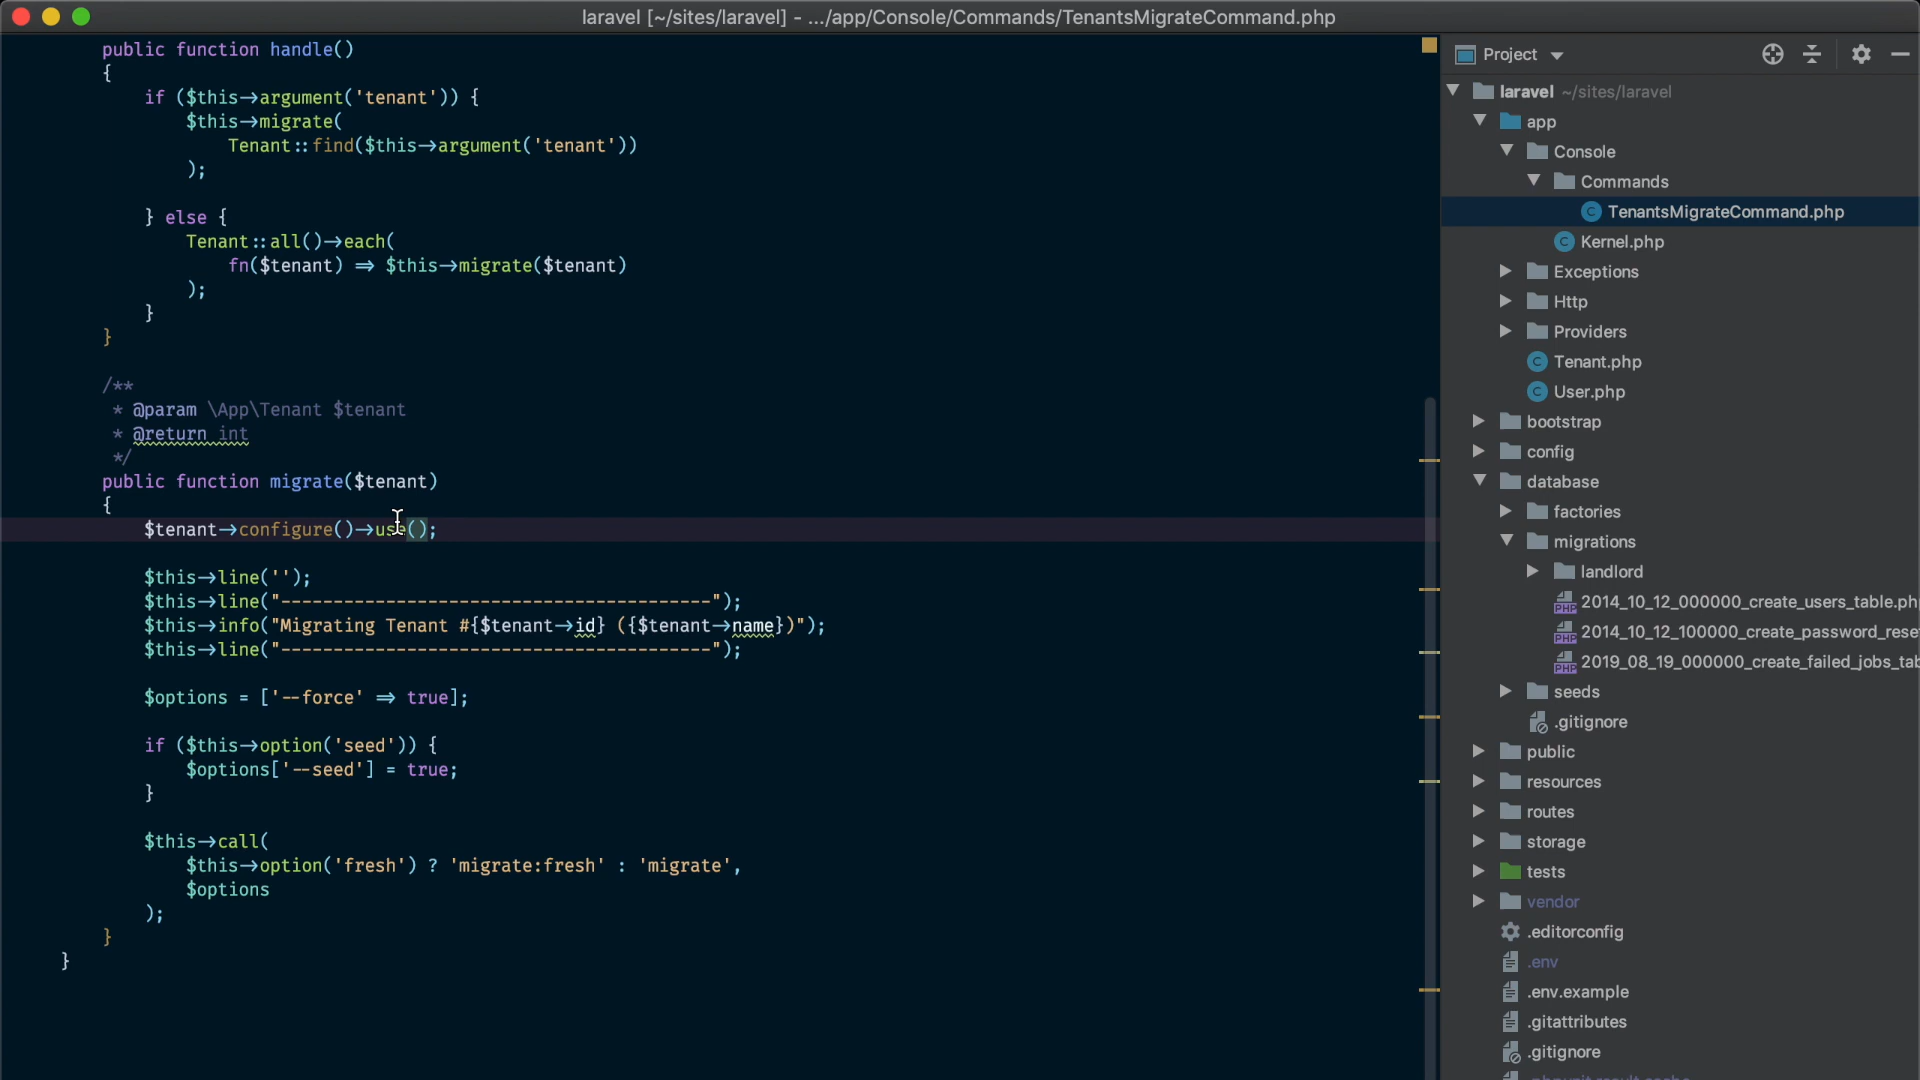 laravel [~/sites/laravel] - .../app/Console/Commands/TenantsMigrateCommand.php
public function handle()
{
if ($this->argument('tenant')) {
$this->migrate(
Tenant::find($this->argument('tenant'))
);
} else {
Tenant::all()->each(
fn($tenant) => $this->migrate($tenant)
);
}
}
/**
* @param \App\Tenant $tenant
* @return int
*/
public function migrate($tenant)
{
$tenant->configure()->use();
$this->line('');
$this->line("-----------------------------------------");
$this->info("Migrating Tenant #{$tenant->id} ({$tenant->name})");
$this->line("-----------------------------------------");
$options = ['--force' => true];
if ($this->option('seed')) {
$options['--seed'] = true;
}
$this->call(
$this->option('fresh') ? 'migrate:fresh' : 'migrate',
$options
);
}
}
Project
laravel ~/sites/laravel
app
Console
Commands
TenantsMigrateCommand.php
Kernel.php
Exceptions
Http
Providers
Tenant.php
User.php
bootstrap
config
database
factories
migrations
landlord
2014_10_12_000000_create_users_table.ph
2014_10_12_100000_create_password_rese
2019_08_19_000000_create_failed_jobs_tab
seeds
.gitignore
public
resources
routes
storage
tests
vendor
.editorconfig
.env
.env.example
.gitattributes
.gitignore